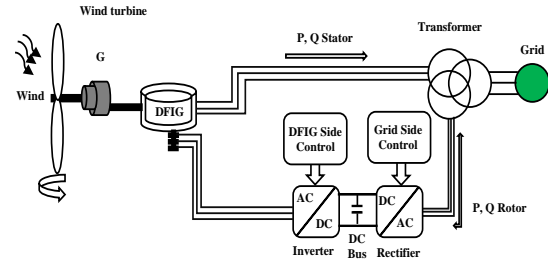 Wind turbine
P, Q Stator
Transformer
Grid
G
Wind
DFIG
DFIG Side
Control
Grid Side
Control
AC
DC
DC
AC
P, Q Rotor
Inverter
DC
Bus
Rectifier